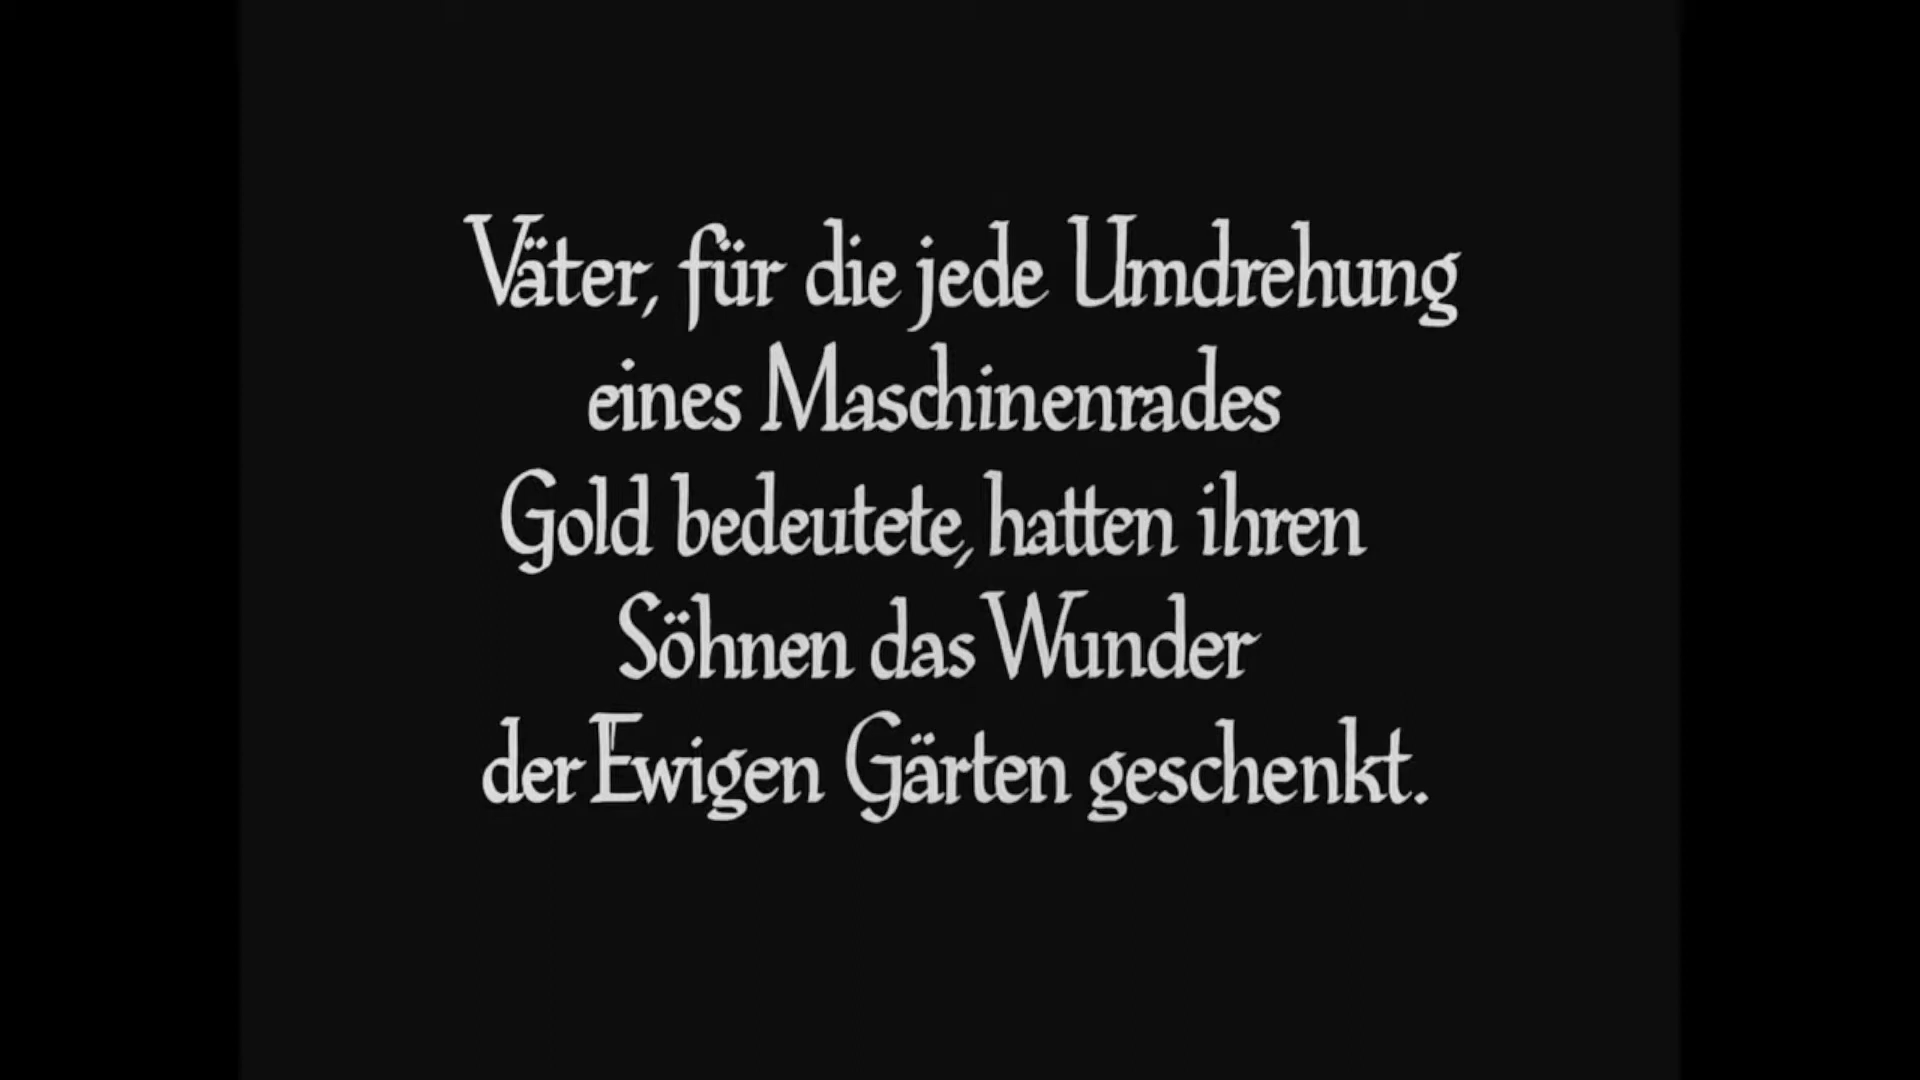 Väter, für die jede Umdrehung
eines Maschinenrades
Gold bedeutete, hatten ihren
Söhnen das Wunder
der Ewigen Gärten geschenkt.